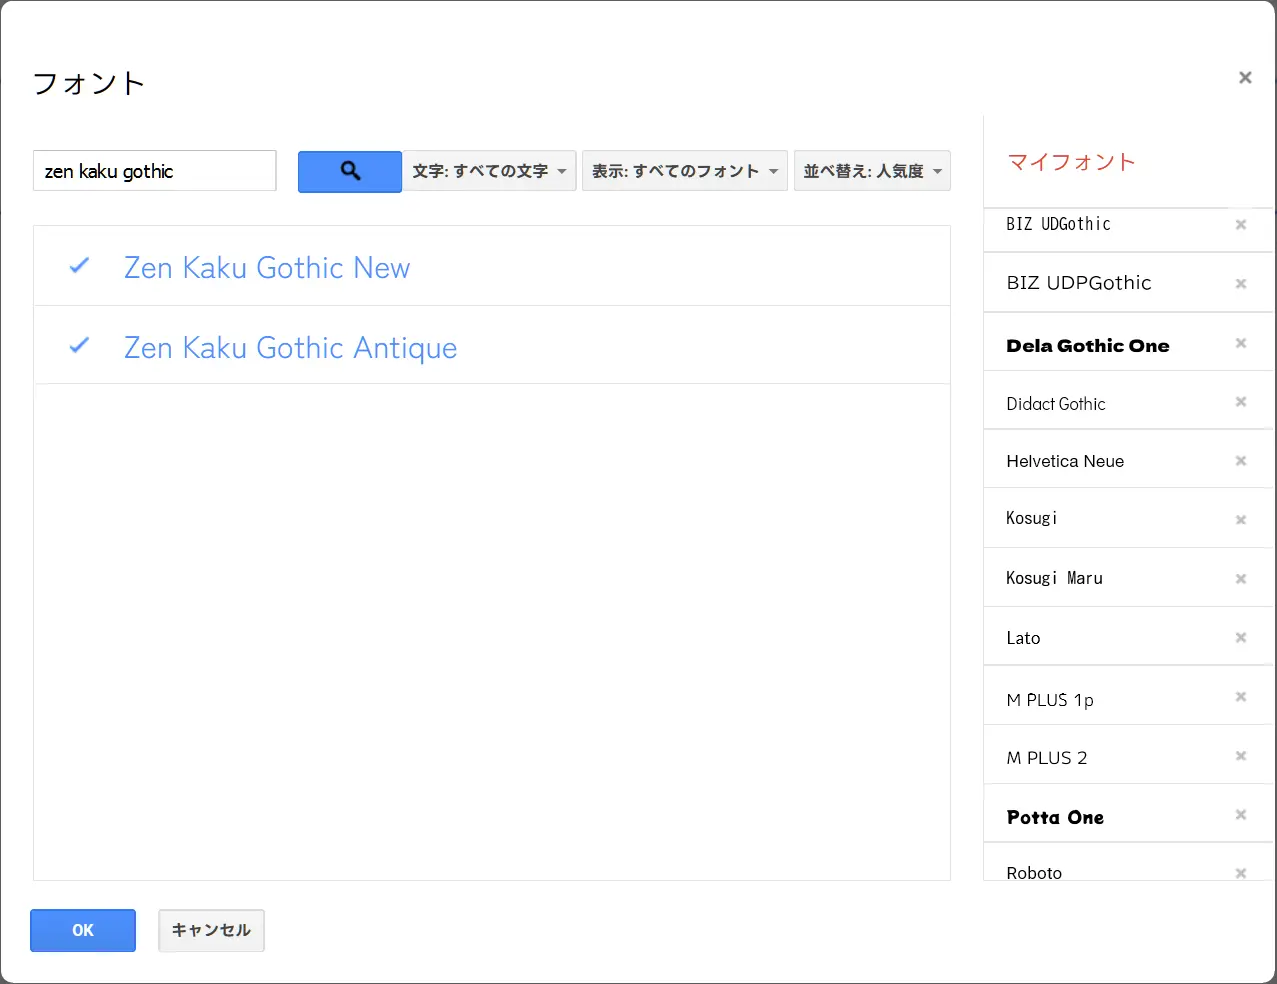 フォント
zen kaku gothic
文字: すべての文字
表示: すべてのフォント
並べ替え: 人気度
Zen Kaku Gothic New
Zen Kaku Gothic Antique
マイフォント
BIZ UDGothic
BIZ UDPGothic
Dela Gothic One
Didact Gothic
Helvetica Neue
Kosugi
Kosugi Maru
Lato
M PLUS 1p
M PLUS 2
Potta One
Roboto
OK
キャンセル